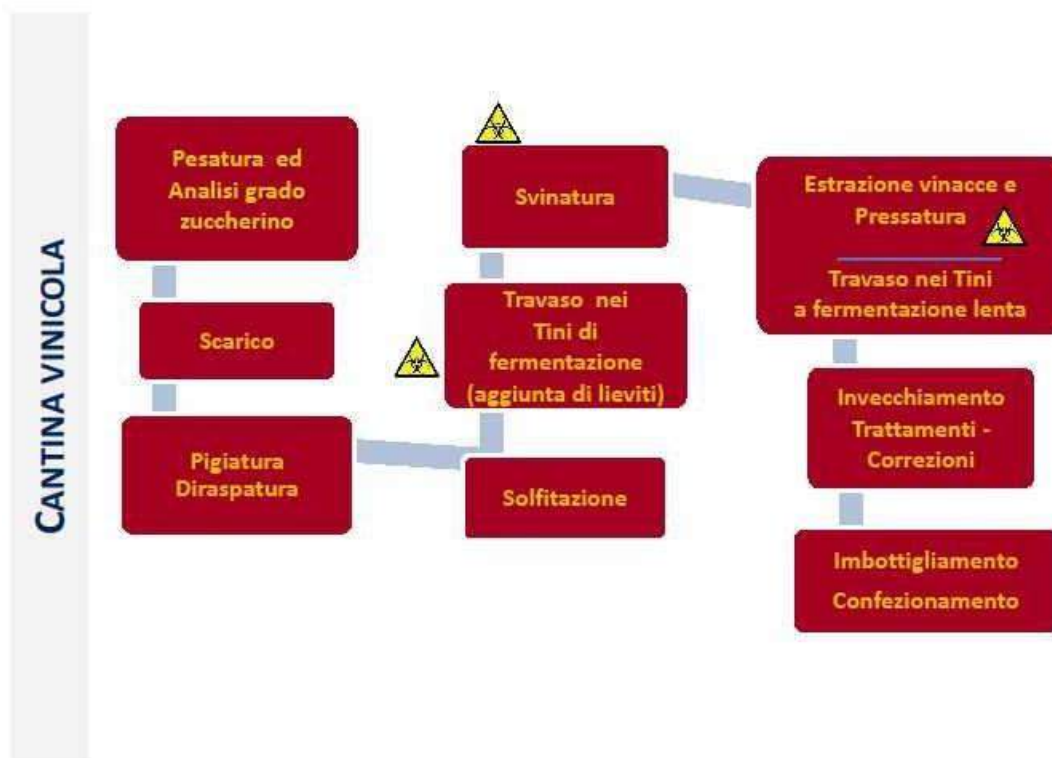 CANTINA VINICOLA
Pesatura ed
Analisi grado
zuccherino
Scarico
Pigiatura
Diraspatura
Solfitazione
Travaso nei
Tini di
fermentazione
(aggiunta di lieviti)
Svinatura
Estrazione vinacce e
Pressatura
Travaso nei Tini
a fermentazione lenta
Invecchiamento
Trattamenti -
Correzioni
Imbottigliamento
Confezionamento